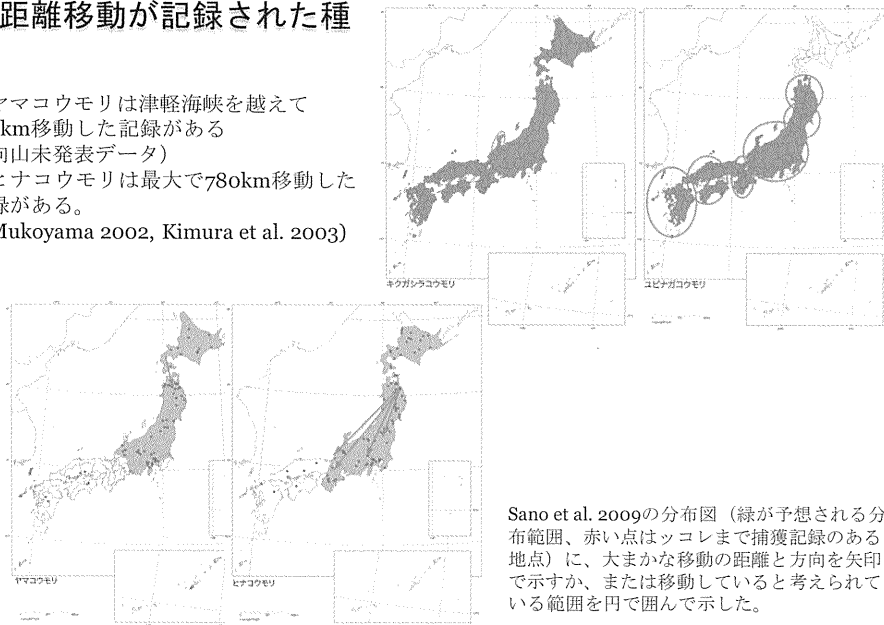 距離移動が記録された種
ヤマコウモリは津軽海峡を越えて
km移動した記録がある
向山未発表データ）
ヒナコウモリは最大で780km移動した
録がある。
Mukoyama 2002, Kimura et al. 2003)
キクガシラコウモリ
ユビナガコウモリ
ヤマコウモリ
ヒナコウモリ
Sano et al. 2009の分布図（緑が予想される分
布範囲、赤い点はッコレまで捕獲記録のある
地点）に、大まかな移動の距離と方向を矢印
で示すか、または移動していると考えられて
いる範囲を円で囲んで示した。